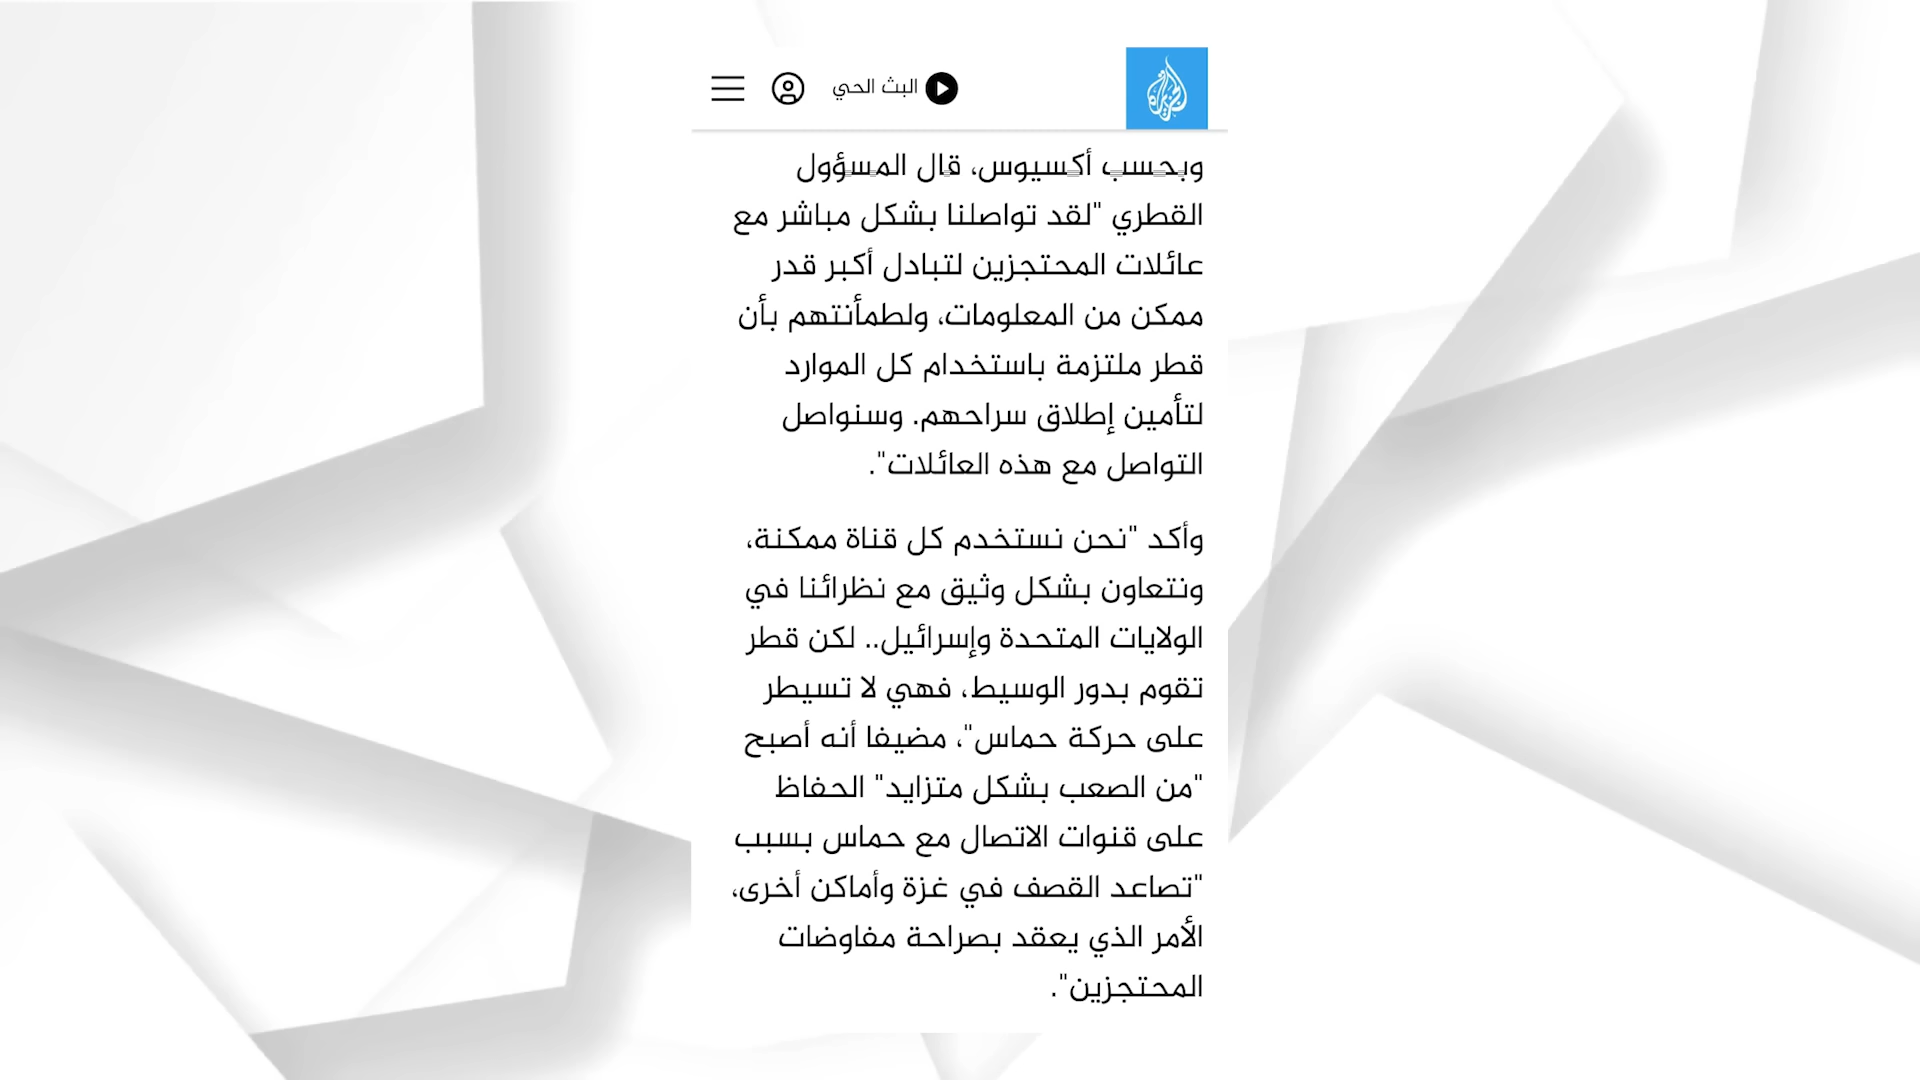 البث الحي
وبحسب أكسيوس، قال المسؤول
القطري "لقد تواصلنا بشكل مباشر مع
عائلات المحتجزين لتبادل أكبر قدر
ممكن من المعلومات، ولطمأنتهم بأن
قطر ملتزمة باستخدام كل الموارد
لتأمين إطلاق سراحهم. وسنواصل
التواصل مع هذه العائلات".
وأكد "نحن نستخدم كل قناة ممكنة،
ونتعاون بشكل وثيق مع نظرائنا في
الولايات المتحدة وإسرائيل.. لكن قطر
تقوم بدور الوسيط، فهي لا تسيطر
على حركة حماس"، مضيفا أنه أصبح
"من الصعب بشكل متزايد" الحفاظ
على قنوات الاتصال مع حماس بسبب
"تصاعد القصف في غزة وأماكن أخرى،
الأمر الذي يعقد بصراحة مفاوضات
المحتجزين".